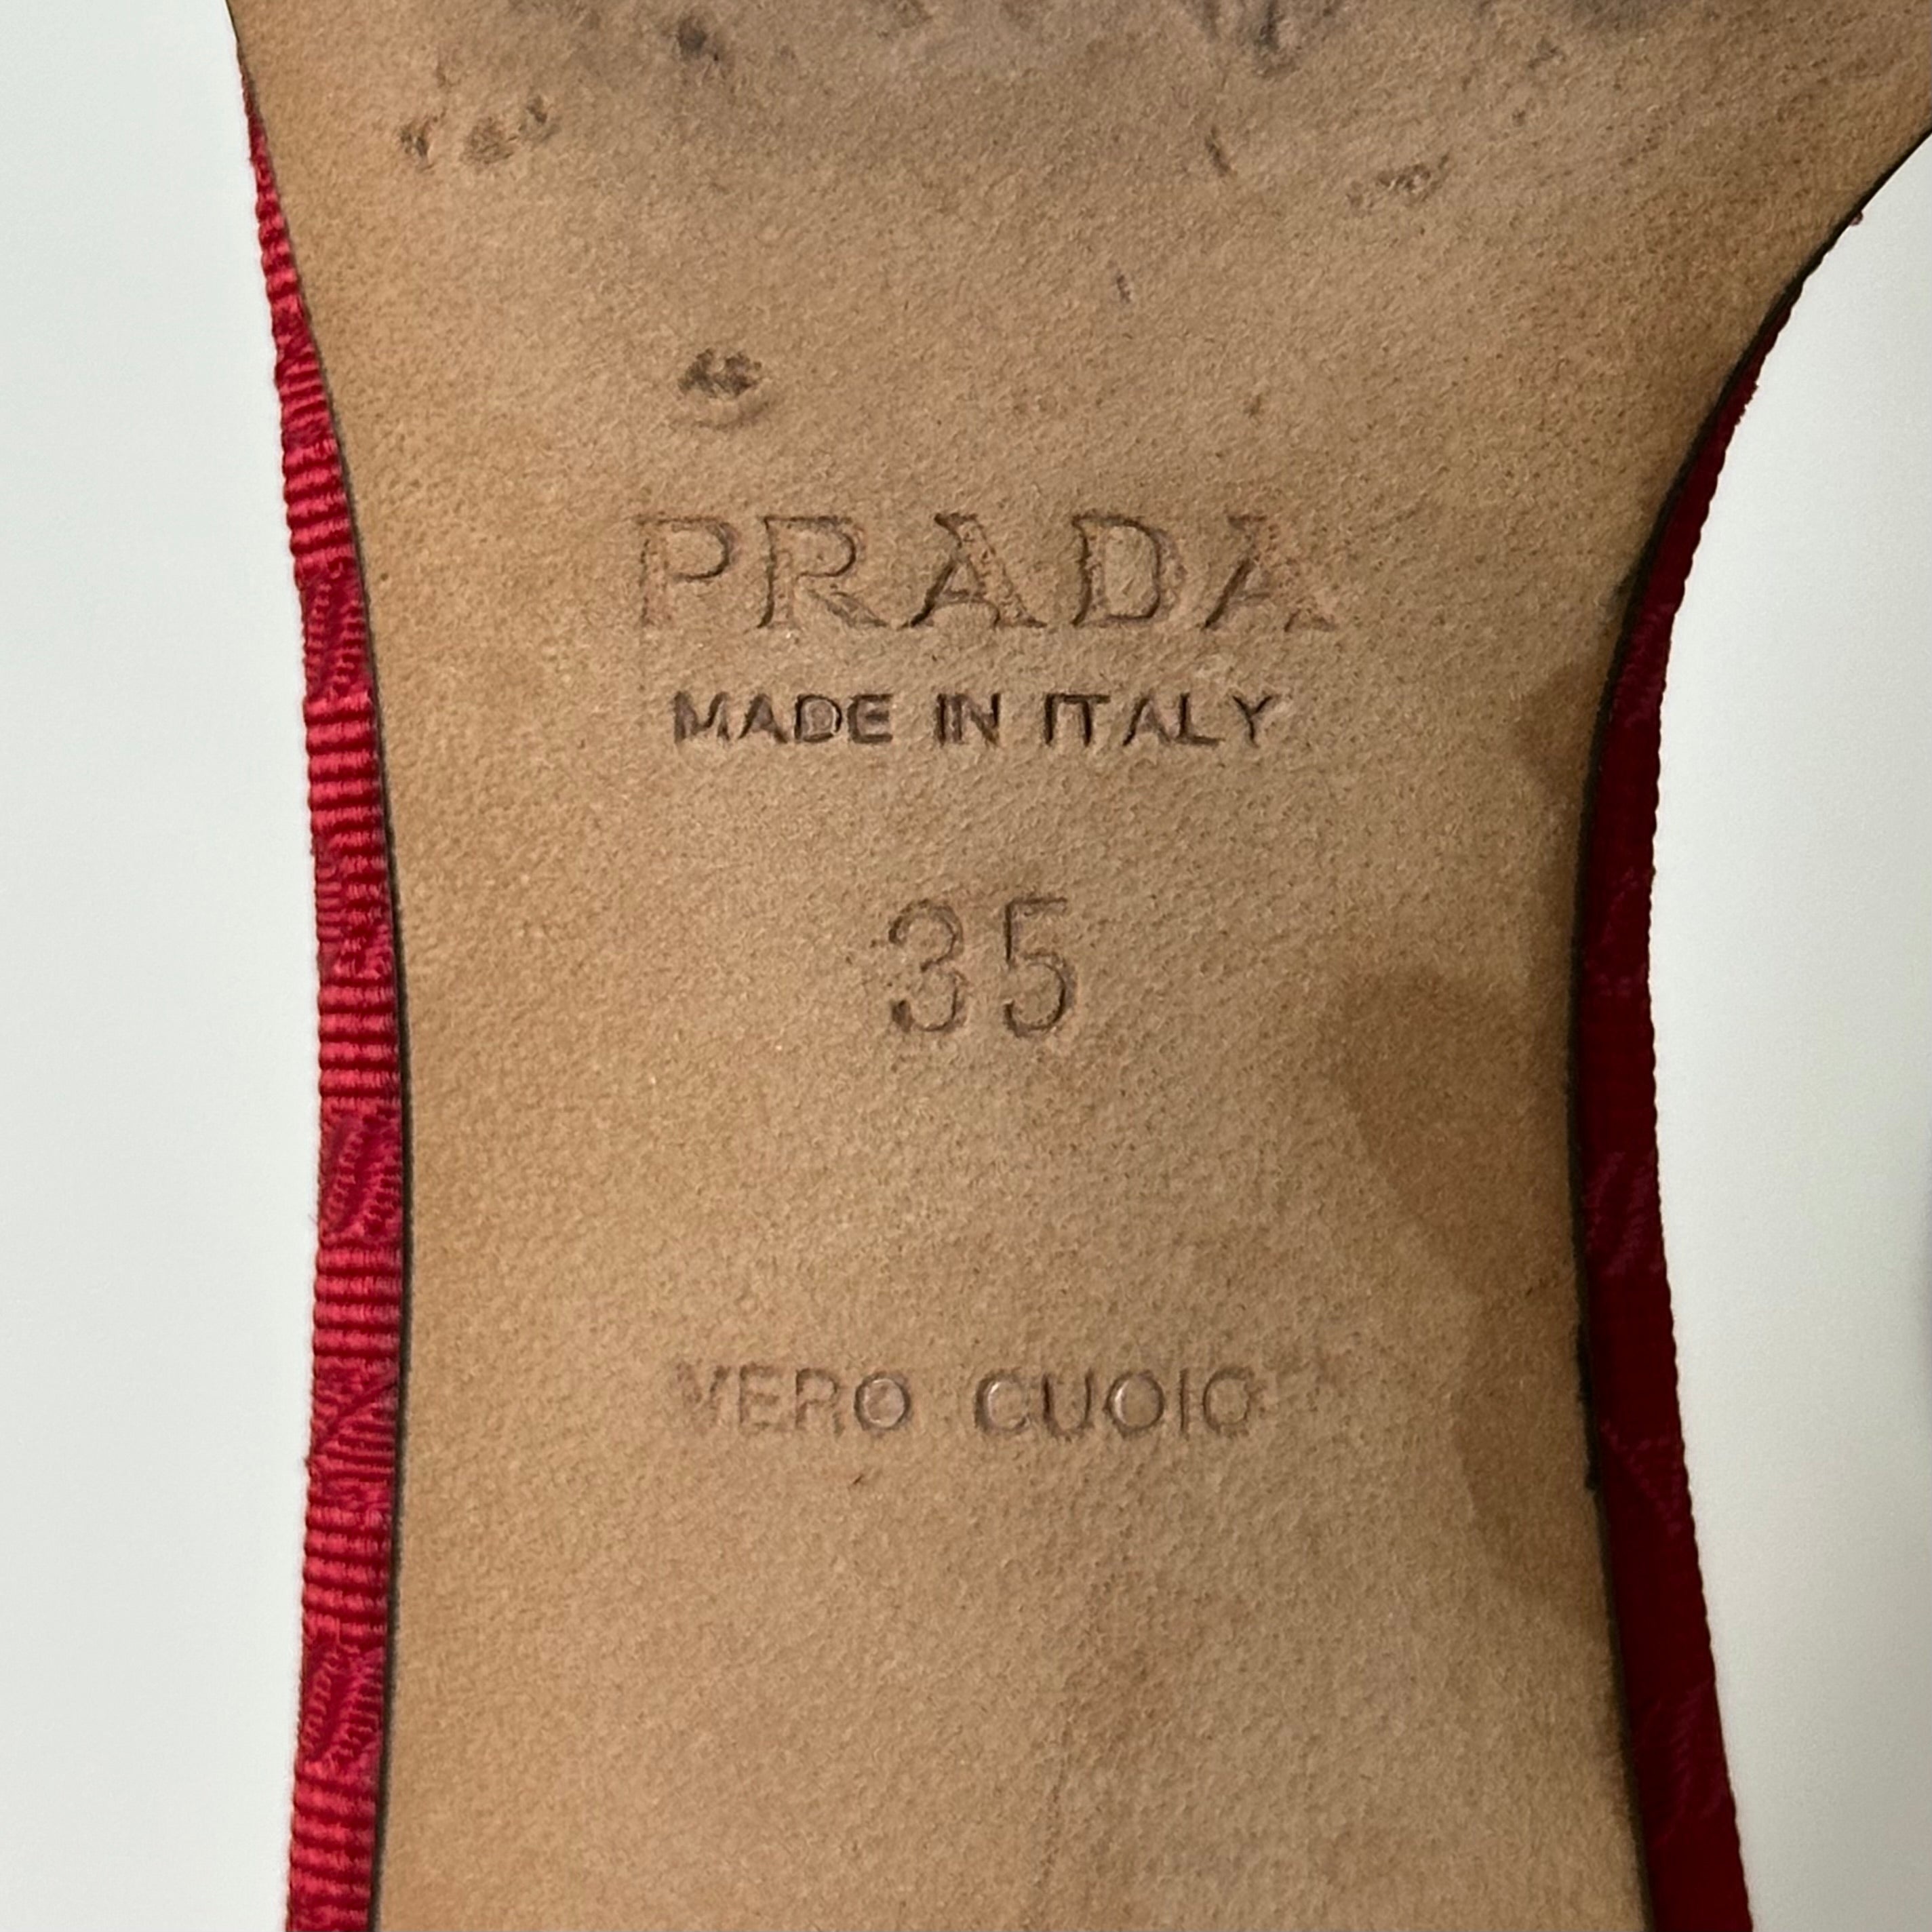 PRADA
MADE IN ITALY
35
VERO CUOIO